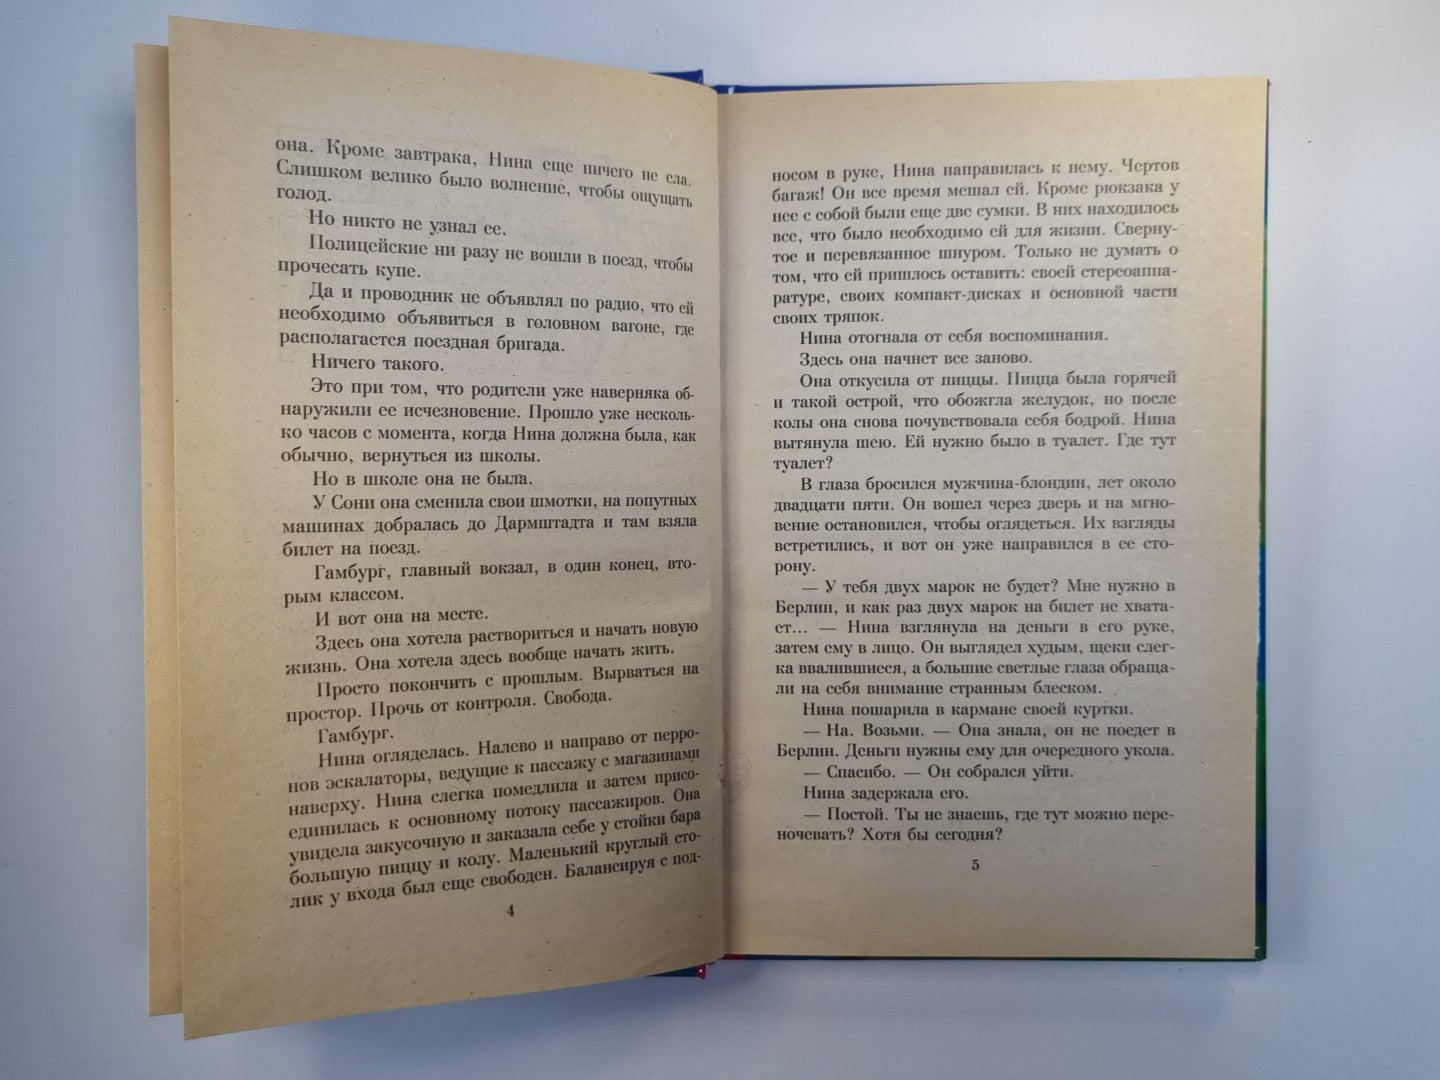 она. Кроме завтрака, Нина еще ничего не ела.
Слишком велико было волнение, чтобы ощущать
голод.
Но никто не узнал ее.
Полицейские ни разу не вошли в поезд, чтобы
прочесать купе.
Да и проводник не объявлял по радио, что ей
необходимо объявиться в головном вагоне, где
располагается поездная бригада.
Ничего такого.
Это при том, что родители уже наверняка об-
наружили ее исчезновение. Прошло уже несколь-
ко часов с момента, когда Нина должна была, как
обычно, вернуться из школы.
Но в школе она не была.
У Сони она сменила свои шмотки, на попутных
машинах добралась до Дармштадта и там взяла
билет на поезд.
Гамбург, главный вокзал, в один конец, вто-
рым классом.
И вот она на месте.
Здесь она хотела раствориться и начать новую
жизнь. Она хотела здесь вообще начать жить.
Просто покончить с прошлым. Вырваться на
простор. Прочь от контроля. Свобода.
Гамбург.
Нина огляделась. Налево и направо от перро-
нов эскалаторы, ведущие к пассажу с магазинами
наверху. Нина слегка помедлила и затем присо-
единилась к основному потоку пассажиров. Она
увидела закусочную и заказала себе у стойки бара
большую пиццу и колу. Маленький круглый сто-
лик у входа был еще свободен. Балансируя с под-
4
носом в руке, Нина направилась к нему. Чертов
багаж! Он все время мешал ей. Кроме рюкзака у
нее с собой были еще две сумки. В них находилось
все, что было необходимо ей для жизни. Сверну-
тое и перевязанное шнуром. Только не думать о
том, что ей пришлось оставить: своей стереоаппа-
ратуре, своих компакт-дисках и основной части
своих тряпок.
Нина отогнала от себя воспоминания.
Здесь она начнет все заново.
Она откусила от пиццы. Пицца была горячей
и такой острой, что обожгла желудок, но после
колы она снова почувствовала себя бодрой. Нина
вытянула шею. Ей нужно было в туалет. Где тут
туалет?
В глаза бросился мужчина-блондин, лет около
двадцати пяти. Он вошел через дверь и на мгно-
вение остановился, чтобы оглядеться. Их взгляды
встретились, и вот он уже направился в ее сто-
рону.
— У тебя двух марок не будет? Мне нужно в
Берлин, и как раз двух марок на билет не хвата-
ет... — Нина взглянула на деньги в его руке,
затем ему в лицо. Он выглядел худым, щеки слег-
ка ввалившиеся, а большие светлые глаза обраща-
ли на себя внимание странным блеском.
Нина пошарила в кармане своей куртки.
— На. Возьми. — Она знала, он не поедет в
Берлин. Деньги нужны ему для очередного укола.
— Спасибо. — Он собрался уйти.
Нина задержала его.
— Постой. Ты не знаешь, где тут можно пере-
ночевать? Хотя бы сегодня?
5